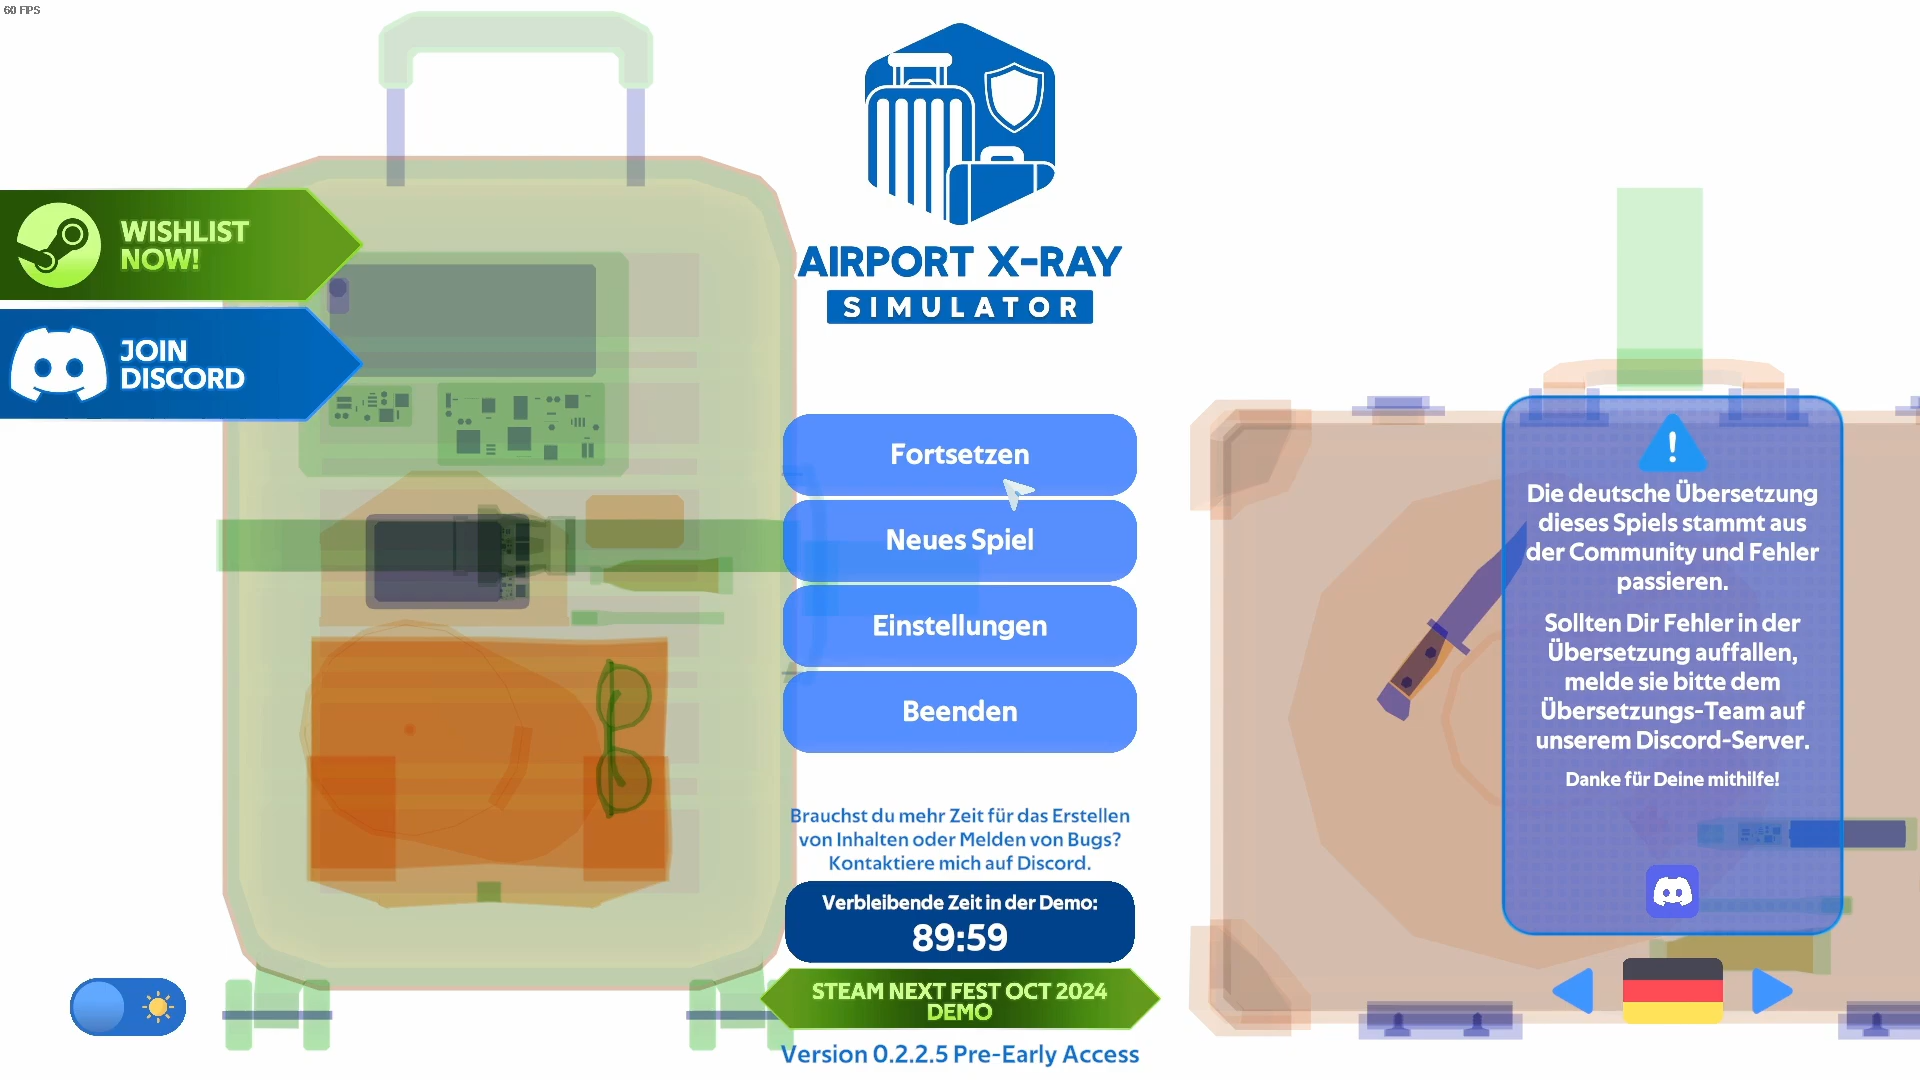 60 FPS
WISHLIST
NOW!
JOIN
DISCORD
AIRPORT X-RAY
SIMULATOR
Fortsetzen
Neues Spiel
Einstellungen
Beenden
Brauchst du mehr Zeit für das Erstellen
von Inhalten oder Melden von Bugs?
Kontaktiere mich auf Discord.
Verbleibende Zeit in der Demo:
89:59
STEAM NEXT FEST OCT 2024
DEMO
Version 0.2.2.5 Pre-Early Access
!
Die deutsche Übersetzung
dieses Spiels stammt aus
der Community und Fehler
passieren.
Sollten Dir Fehler in der
Übersetzung auffallen,
melde sie bitte dem
Übersetzungs-Team auf
unserem Discord-Server.
Danke für Deine mithilfe!